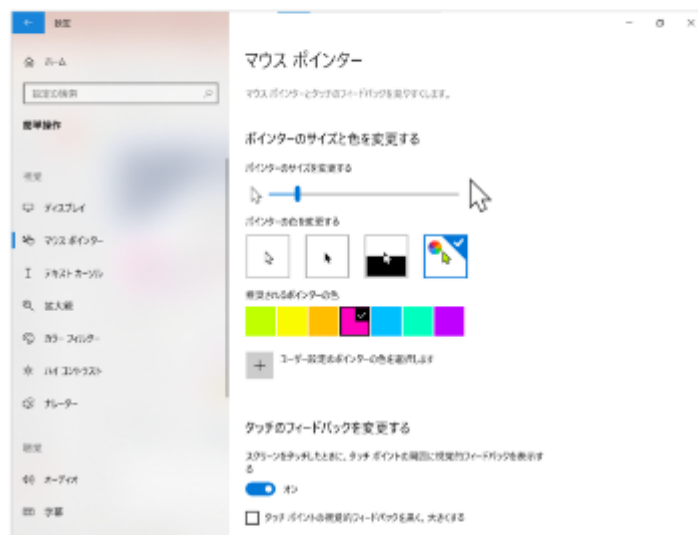 設定
ホーム
設定の検索
簡単操作
視覚
ディスプレイ
マウス ポインター
テキスト カーソル
拡大鏡
カラー フィルター
ハイ コントラスト
ナレーター
聴覚
オーディオ
字幕
マウス ポインター
マウス ポインターとタッチのフィードバックを見やすくします。
ポインターのサイズと色を変更する
ポインターのサイズを変更する
ポインターの色を変更する
推奨されるポインターの色
ユーザー設定のポインターの色を選択します
タッチのフィードバックを変更する
スクリーンをタッチしたときに、タッチ ポイントの周囲に視覚的フィードバックを表示す
る
オン
タッチ ポイントの視覚的フィードバックを黒く、大きくする